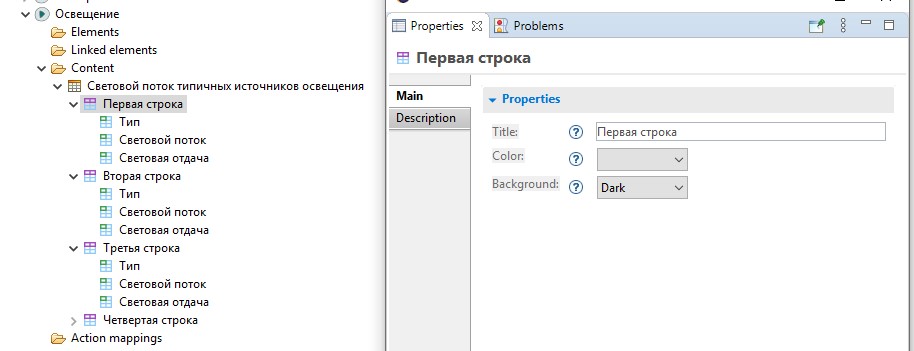 Освещение
Elements
Linked elements
Content
Световой поток типичных источников освещения
Первая строка
Тип
Световой поток
Световая отдача
Вторая строка
Тип
Световой поток
Световая отдача
Третья строка
Тип
Световой поток
Световая отдача
Четвертая строка
Action mappings
Properties
Problems
Первая строка
Main
Description
Properties
Title: Первая строка
Color:
Background: Dark